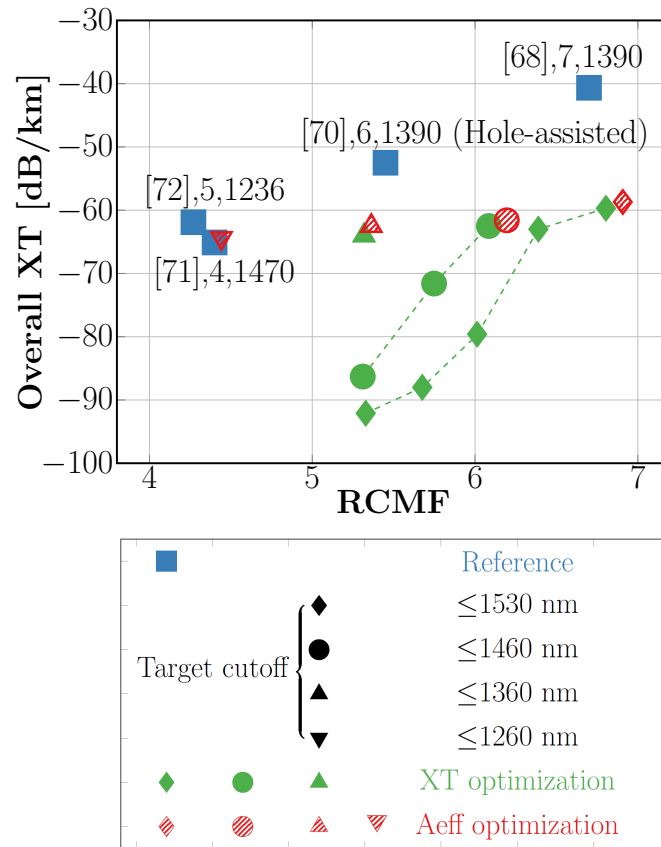 −30
−40
−50
−60
−70
−80
−90
−100
Overall XT [dB/km]
[68],7,1390
[70],6,1390 (Hole-assisted)
[72],5,1236
[71],4,1470
4 5 6 7
RCMF
Reference
≤1530 nm
≤1460 nm
Target cutoff
≤1360 nm
≤1260 nm
XT optimization
Aeff optimization